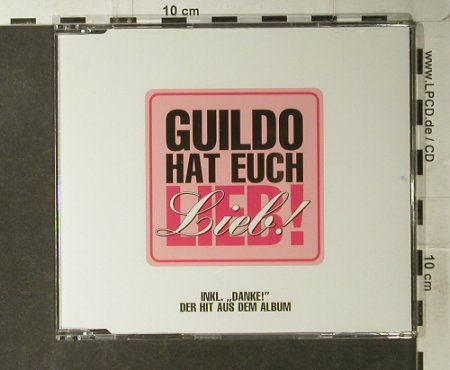 10 cm
GUILDO
HAT EUCH
LIEB!
Lieb!
INKL. „DANKE!"
DER HIT AUS DEM ALBUM
www.LPCD.de / CD
10 cm